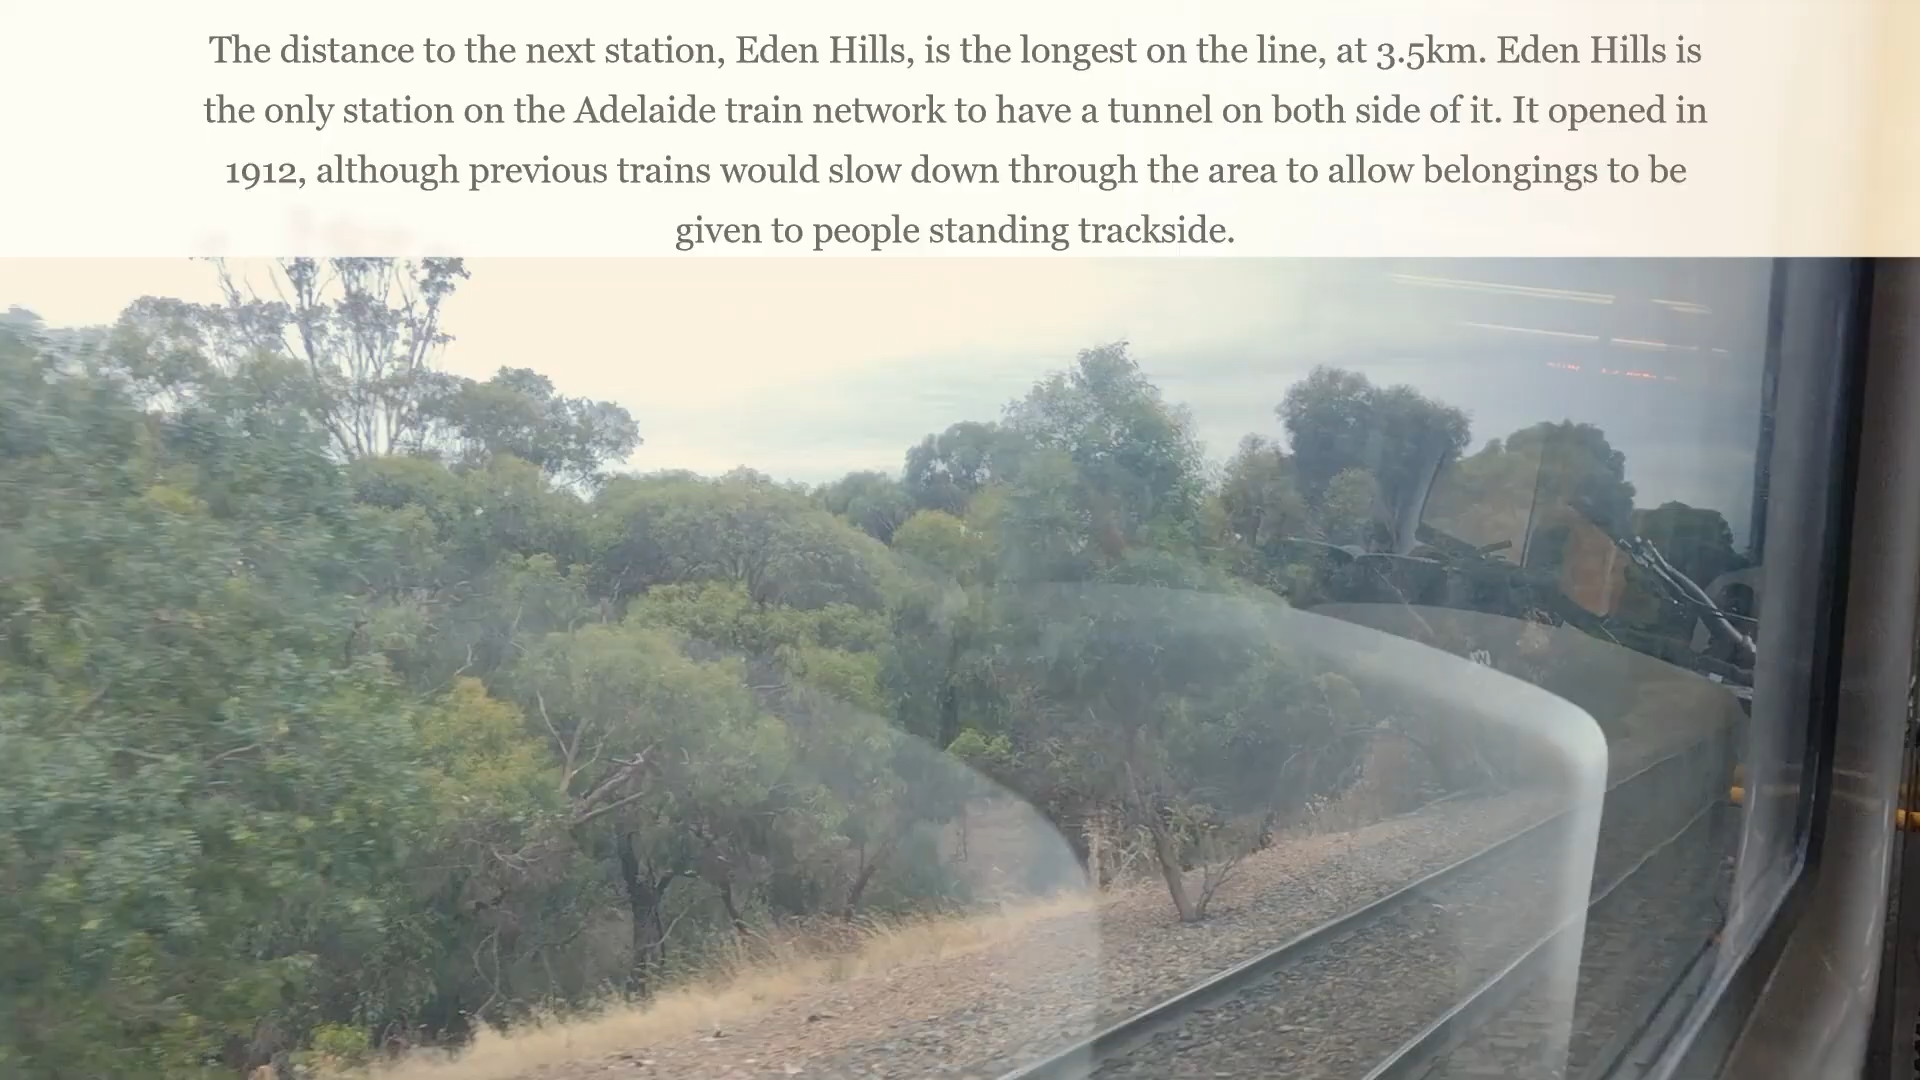 The distance to the next station, Eden Hills, is the longest on the line, at 3.5km. Eden Hills is
the only station on the Adelaide train network to have a tunnel on both side of it. It opened in
1912, although previous trains would slow down through the area to allow belongings to be
given to people standing trackside.